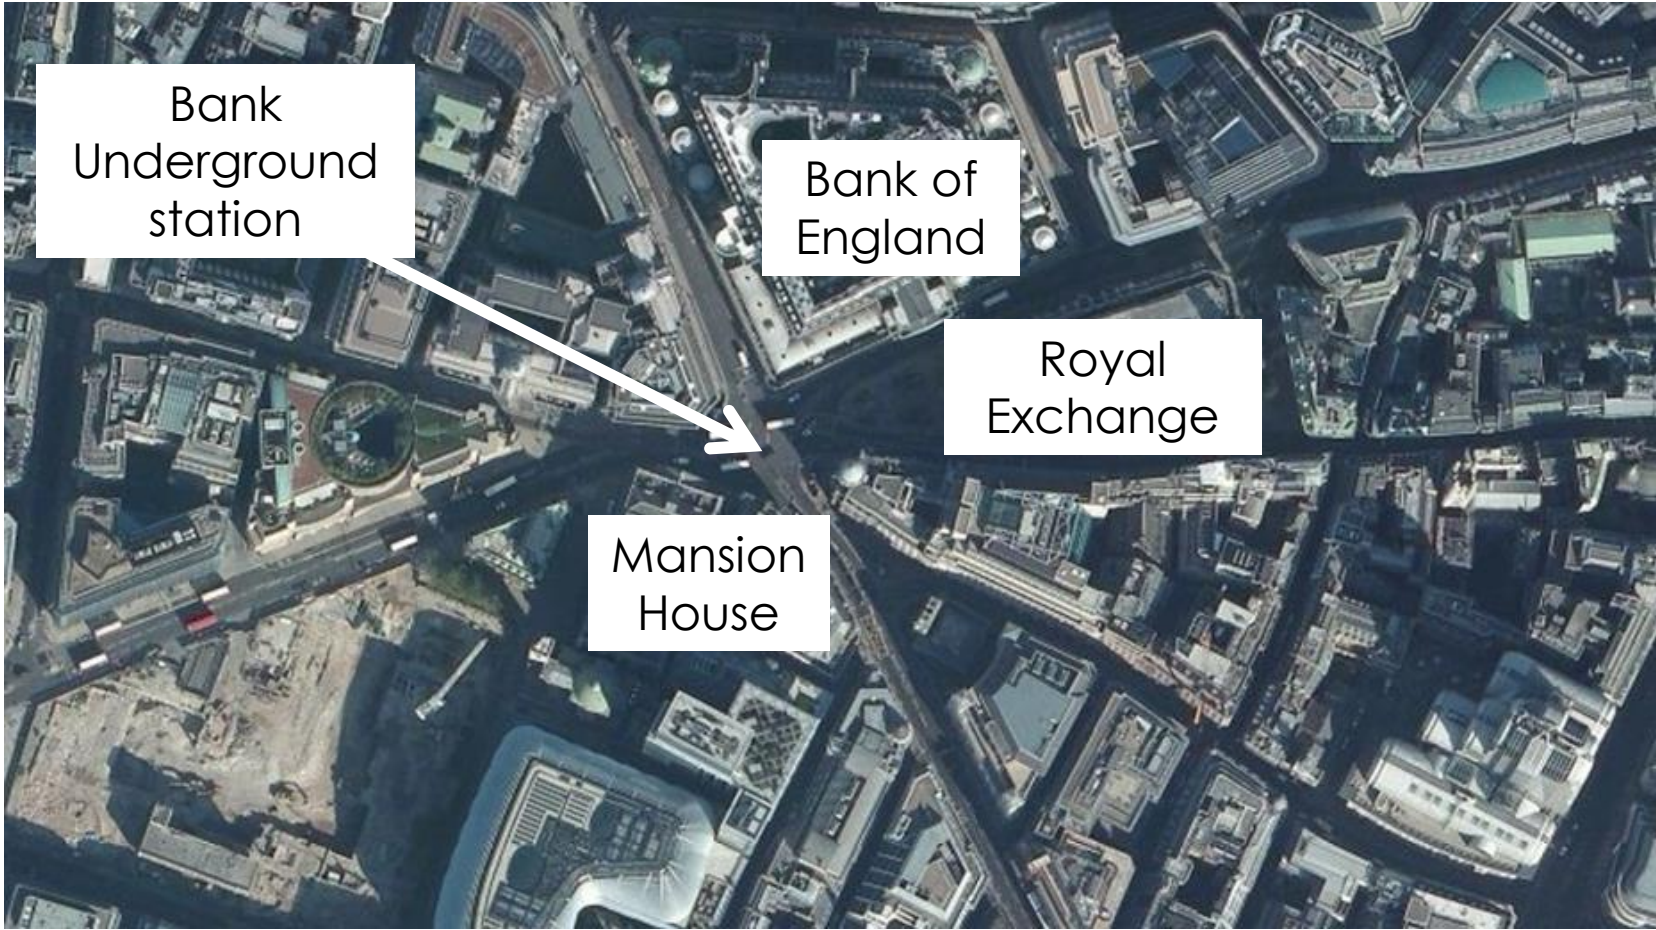 Bank
Underground
station
Bank of
England
Royal
Exchange
Mansion
House